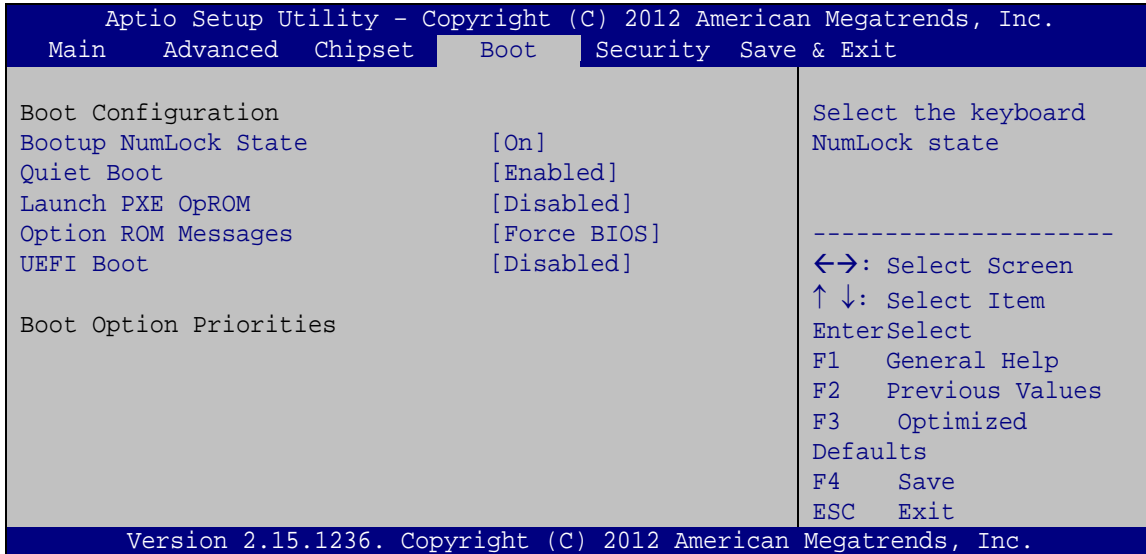 Aptio Setup Utility – Copyright (C) 2012 American Megatrends, Inc.
Main Advanced Chipset Boot Security Save & Exit
Boot Configuration
Bootup NumLock State [On]
Quiet Boot [Enabled]
Launch PXE OpROM [Disabled]
Option ROM Messages [Force BIOS]
UEFI Boot [Disabled]
Boot Option Priorities
Select the keyboard
NumLock state
---------------------
←→: Select Screen
↑ ↓: Select Item
EnterSelect
F1 General Help
F2 Previous Values
F3 Optimized
Defaults
F4 Save
ESC Exit
Version 2.15.1236. Copyright (C) 2012 American Megatrends, Inc.